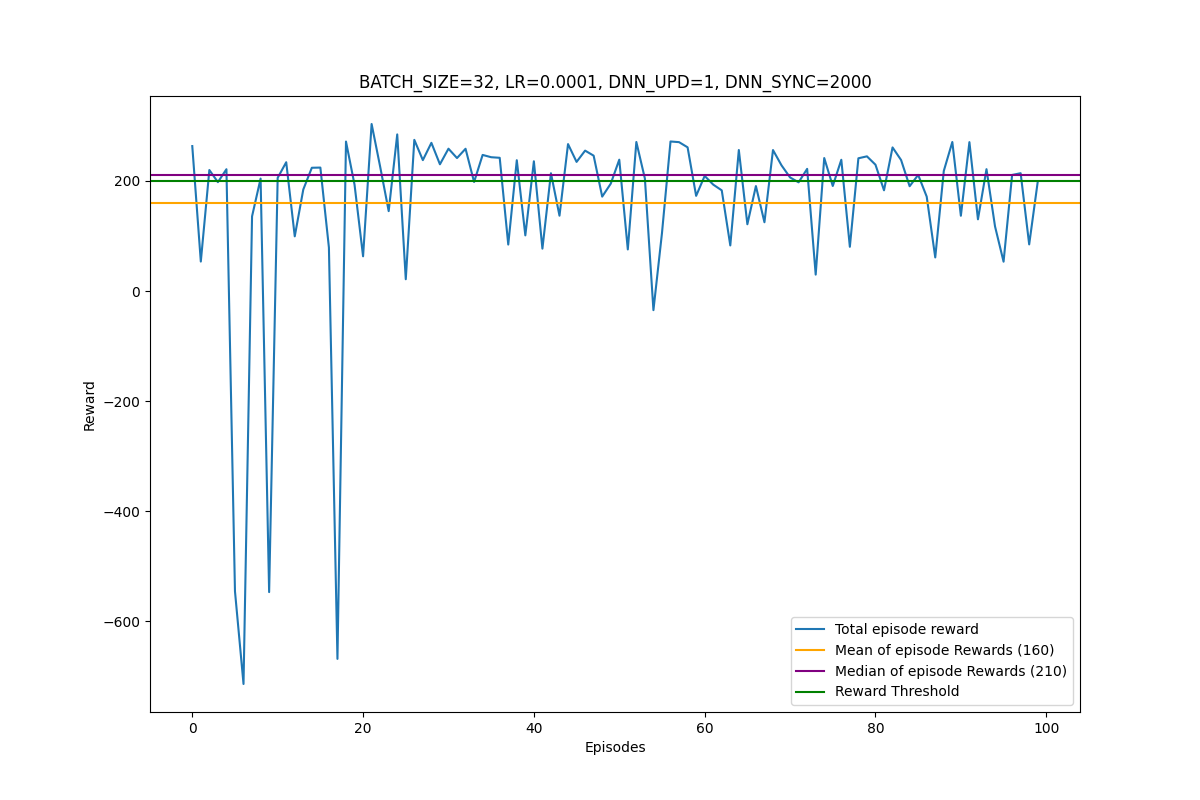 BATCH_SIZE=32, LR=0.0001, DNN_UPD=1, DNN_SYNC=2000
Reward
200
0
−200
−400
−600
0 20 40 60 80 100
Episodes
Total episode reward
Mean of episode Rewards (160)
Median of episode Rewards (210)
Reward Threshold